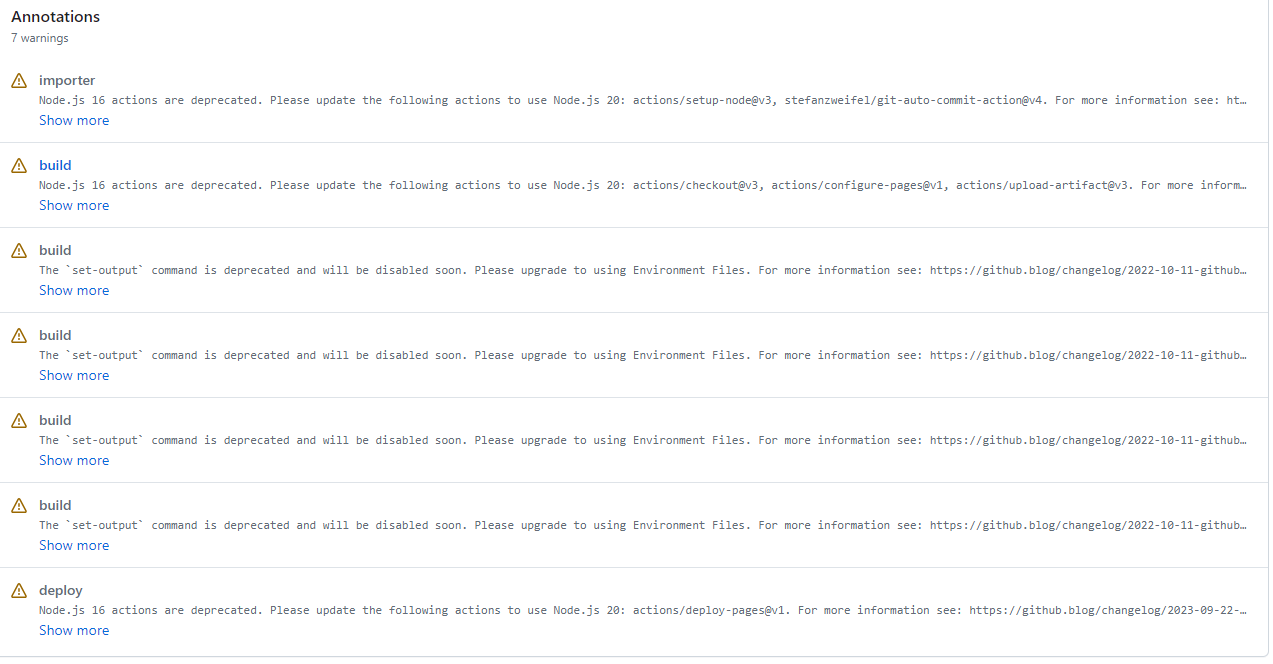 Annotations
7 warnings
importer
Node.js 16 actions are deprecated. Please update the following actions to use Node.js 20: actions/setup-node@v3, stefanzweifel/git-auto-commit-action@v4. For more information see: ht…
Show more
build
Node.js 16 actions are deprecated. Please update the following actions to use Node.js 20: actions/checkout@v3, actions/configure-pages@v1, actions/upload-artifact@v3. For more inform…
Show more
build
The `set-output` command is deprecated and will be disabled soon. Please upgrade to using Environment Files. For more information see: https://github.blog/changelog/2022-10-11-github…
Show more
build
The `set-output` command is deprecated and will be disabled soon. Please upgrade to using Environment Files. For more information see: https://github.blog/changelog/2022-10-11-github…
Show more
build
The `set-output` command is deprecated and will be disabled soon. Please upgrade to using Environment Files. For more information see: https://github.blog/changelog/2022-10-11-github…
Show more
build
The `set-output` command is deprecated and will be disabled soon. Please upgrade to using Environment Files. For more information see: https://github.blog/changelog/2022-10-11-github…
Show more
deploy
Node.js 16 actions are deprecated. Please update the following actions to use Node.js 20: actions/deploy-pages@v1. For more information see: https://github.blog/changelog/2023-09-22-…
Show more